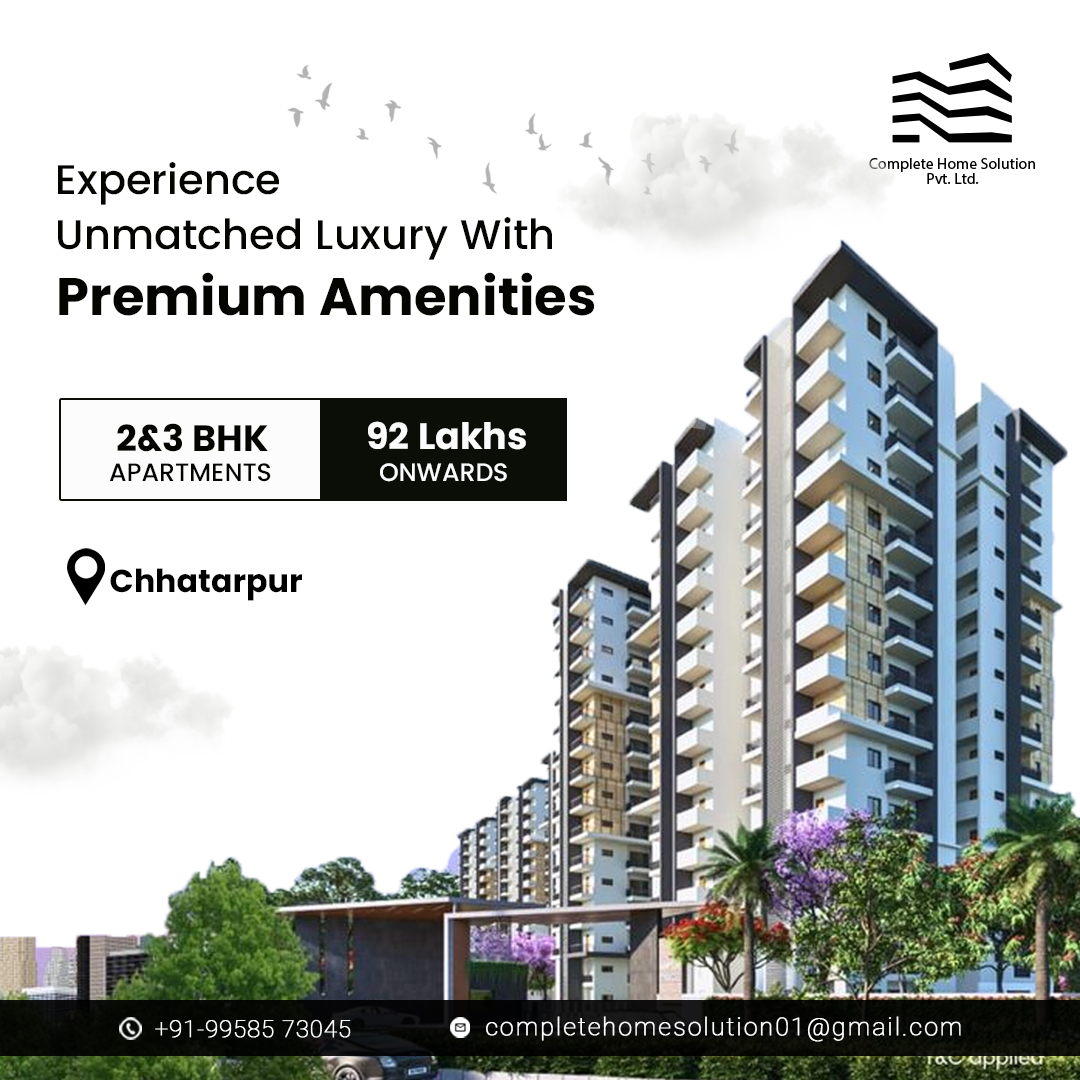 Complete Home Solution
Pvt. Ltd.
Experience
Unmatched Luxury With
Premium Amenities
2&3 BHK
APARTMENTS
92 Lakhs
ONWARDS
Chhatarpur
+91-99585 73045
completehomesolution01@gmail.com
T&C applied